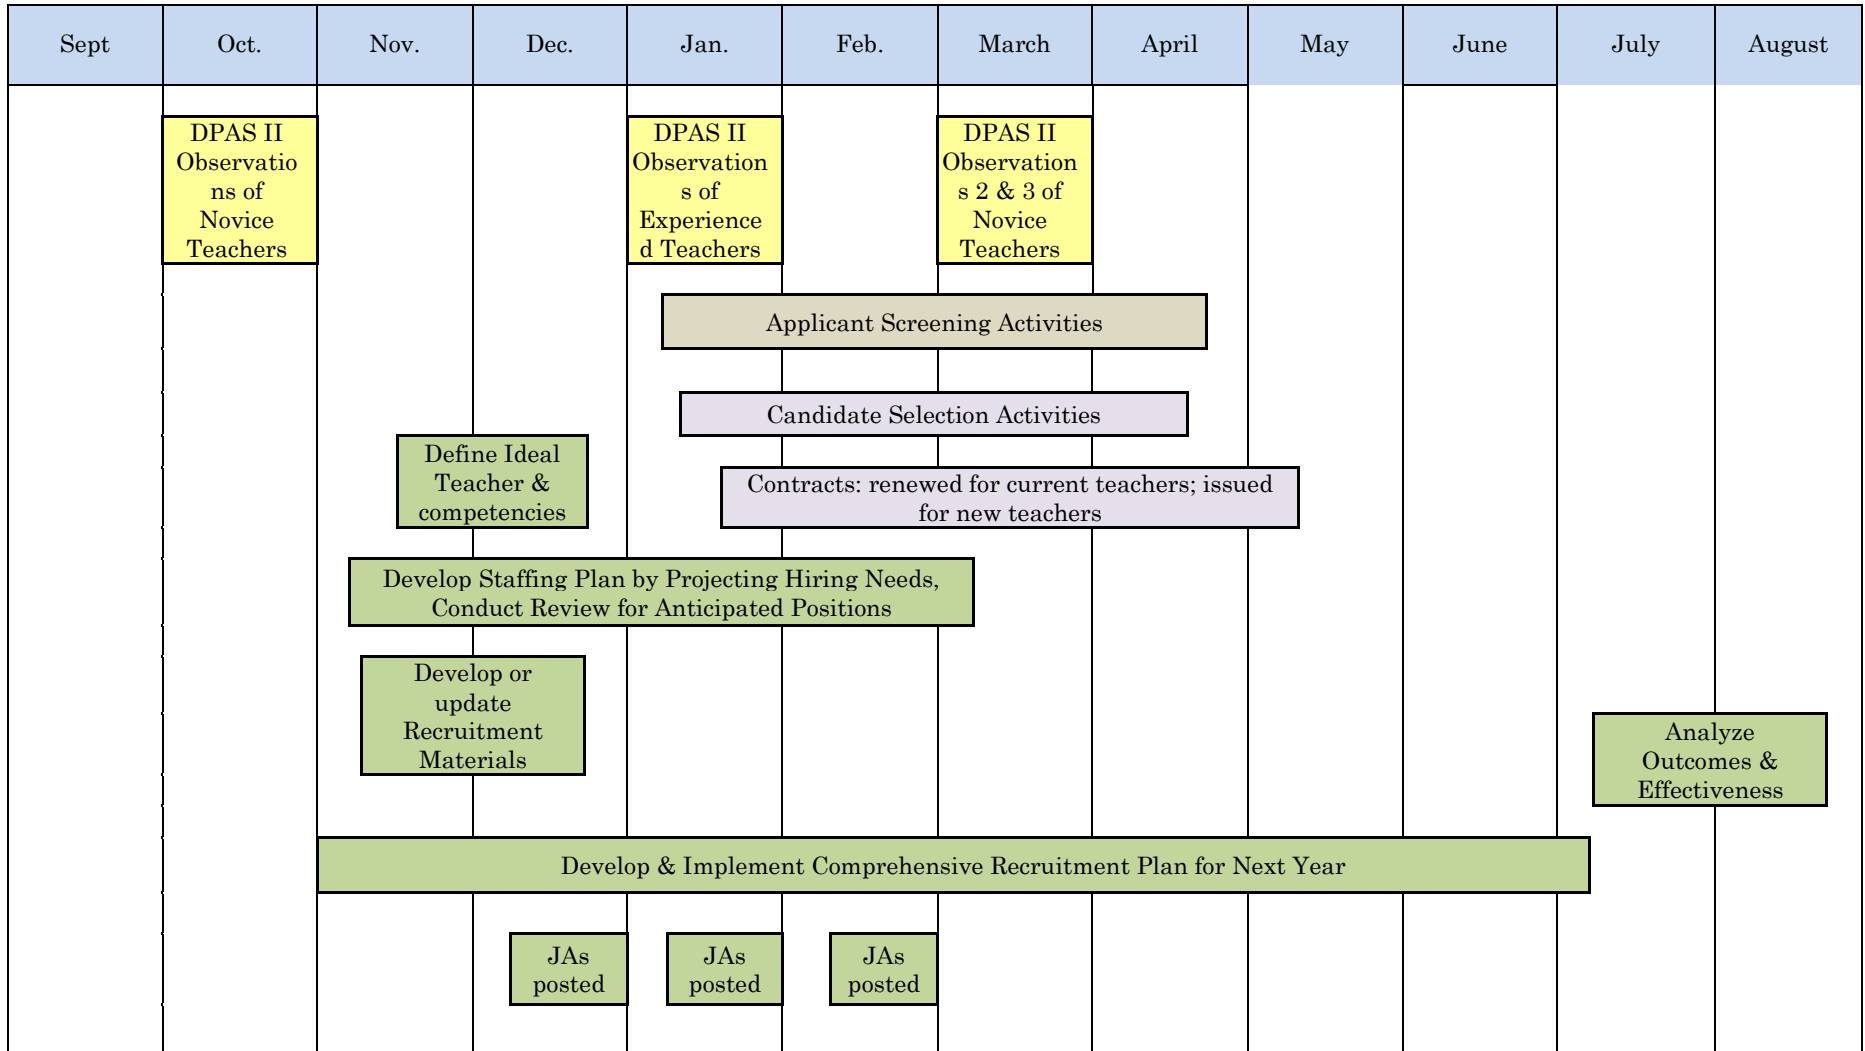 Sept
Oct.
Nov.
Dec.
Jan.
Feb.
March
April
May
June
July
August
DPAS II
Observatio
ns of
Novice
Teachers
DPAS II
Observation
s of
Experience
d Teachers
DPAS II
Observation
s 2 & 3 of
Novice
Teachers
Applicant Screening Activities
Candidate Selection Activities
Define Ideal
Teacher &
competencies
Contracts: renewed for current teachers; issued
for new teachers
Develop Staffing Plan by Projecting Hiring Needs,
Conduct Review for Anticipated Positions
Develop or
update
Recruitment
Materials
Analyze
Outcomes &
Effectiveness
Develop & Implement Comprehensive Recruitment Plan for Next Year
JAs
posted
JAs
posted
JAs
posted